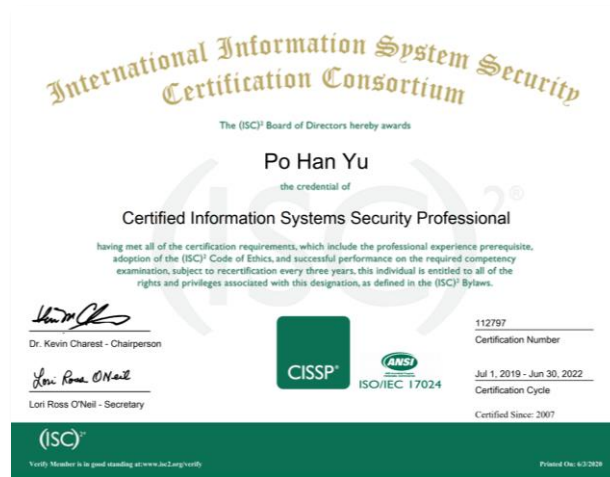 International Information System Security
Certification Consortium
The (ISC)² Board of Directors hereby awards
Po Han Yu
the credential of
Certified Information Systems Security Professional
having met all of the certification requirements, which include the professional experience prerequisite,
adoption of the (ISC)² Code of Ethics, and successful performance on the required competency
examination, subject to recertification every three years, this individual is entitled to all of the
rights and privileges associated with this designation, as defined in the (ISC)² Bylaws.
Dr. Kevin Charest - Chairperson
Lori Ross O'Neil
Lori Ross O'Neil - Secretary
CISSP®
ANSI
ISO/IEC 17024
112797
Certification Number
Jul 1, 2019 - Jun 30, 2022
Certification Cycle
Certified Since: 2007
(ISC)²®
Verify Member is in good standing at:www.isc2.org/verify
Printed On: 6/3/2020